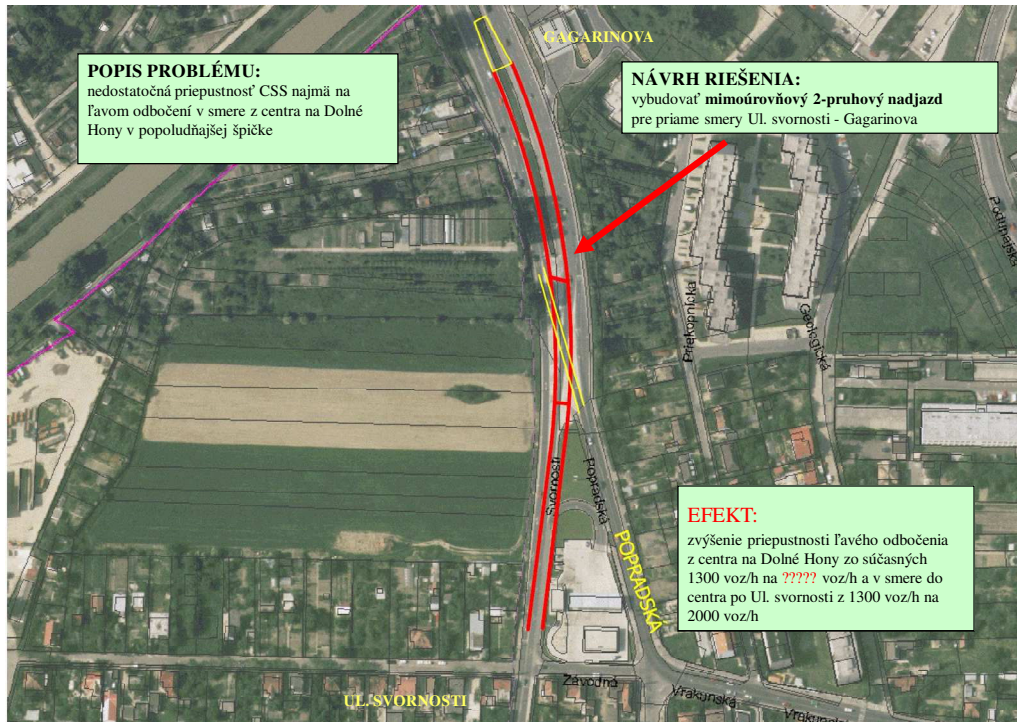 GAGARINOVA
POPIS PROBLÉMU:
nedostatočná priepustnosť CSS najmä na
ľavom odbočení v smere z centra na Dolné
Hony v popoludňajšej špičke
NÁVRH RIEŠENIA:
vybudovať mimoúrovňový 2-pruhový nadjazd
pre priame smery Ul. svornosti - Gagarinova
Podunajská
Priekopnícka
Geologická
Svornosti
Popradská
POPRADSKÁ
EFEKT:
zvýšenie priepustnosti ľavého odbočenia
z centra na Dolné Hony zo súčasných
1300 voz/h na ????? voz/h a v smere do
centra po Ul. svornosti z 1300 voz/h na
2000 voz/h
Závodná
Vrakunská
UL. SVORNOSTI